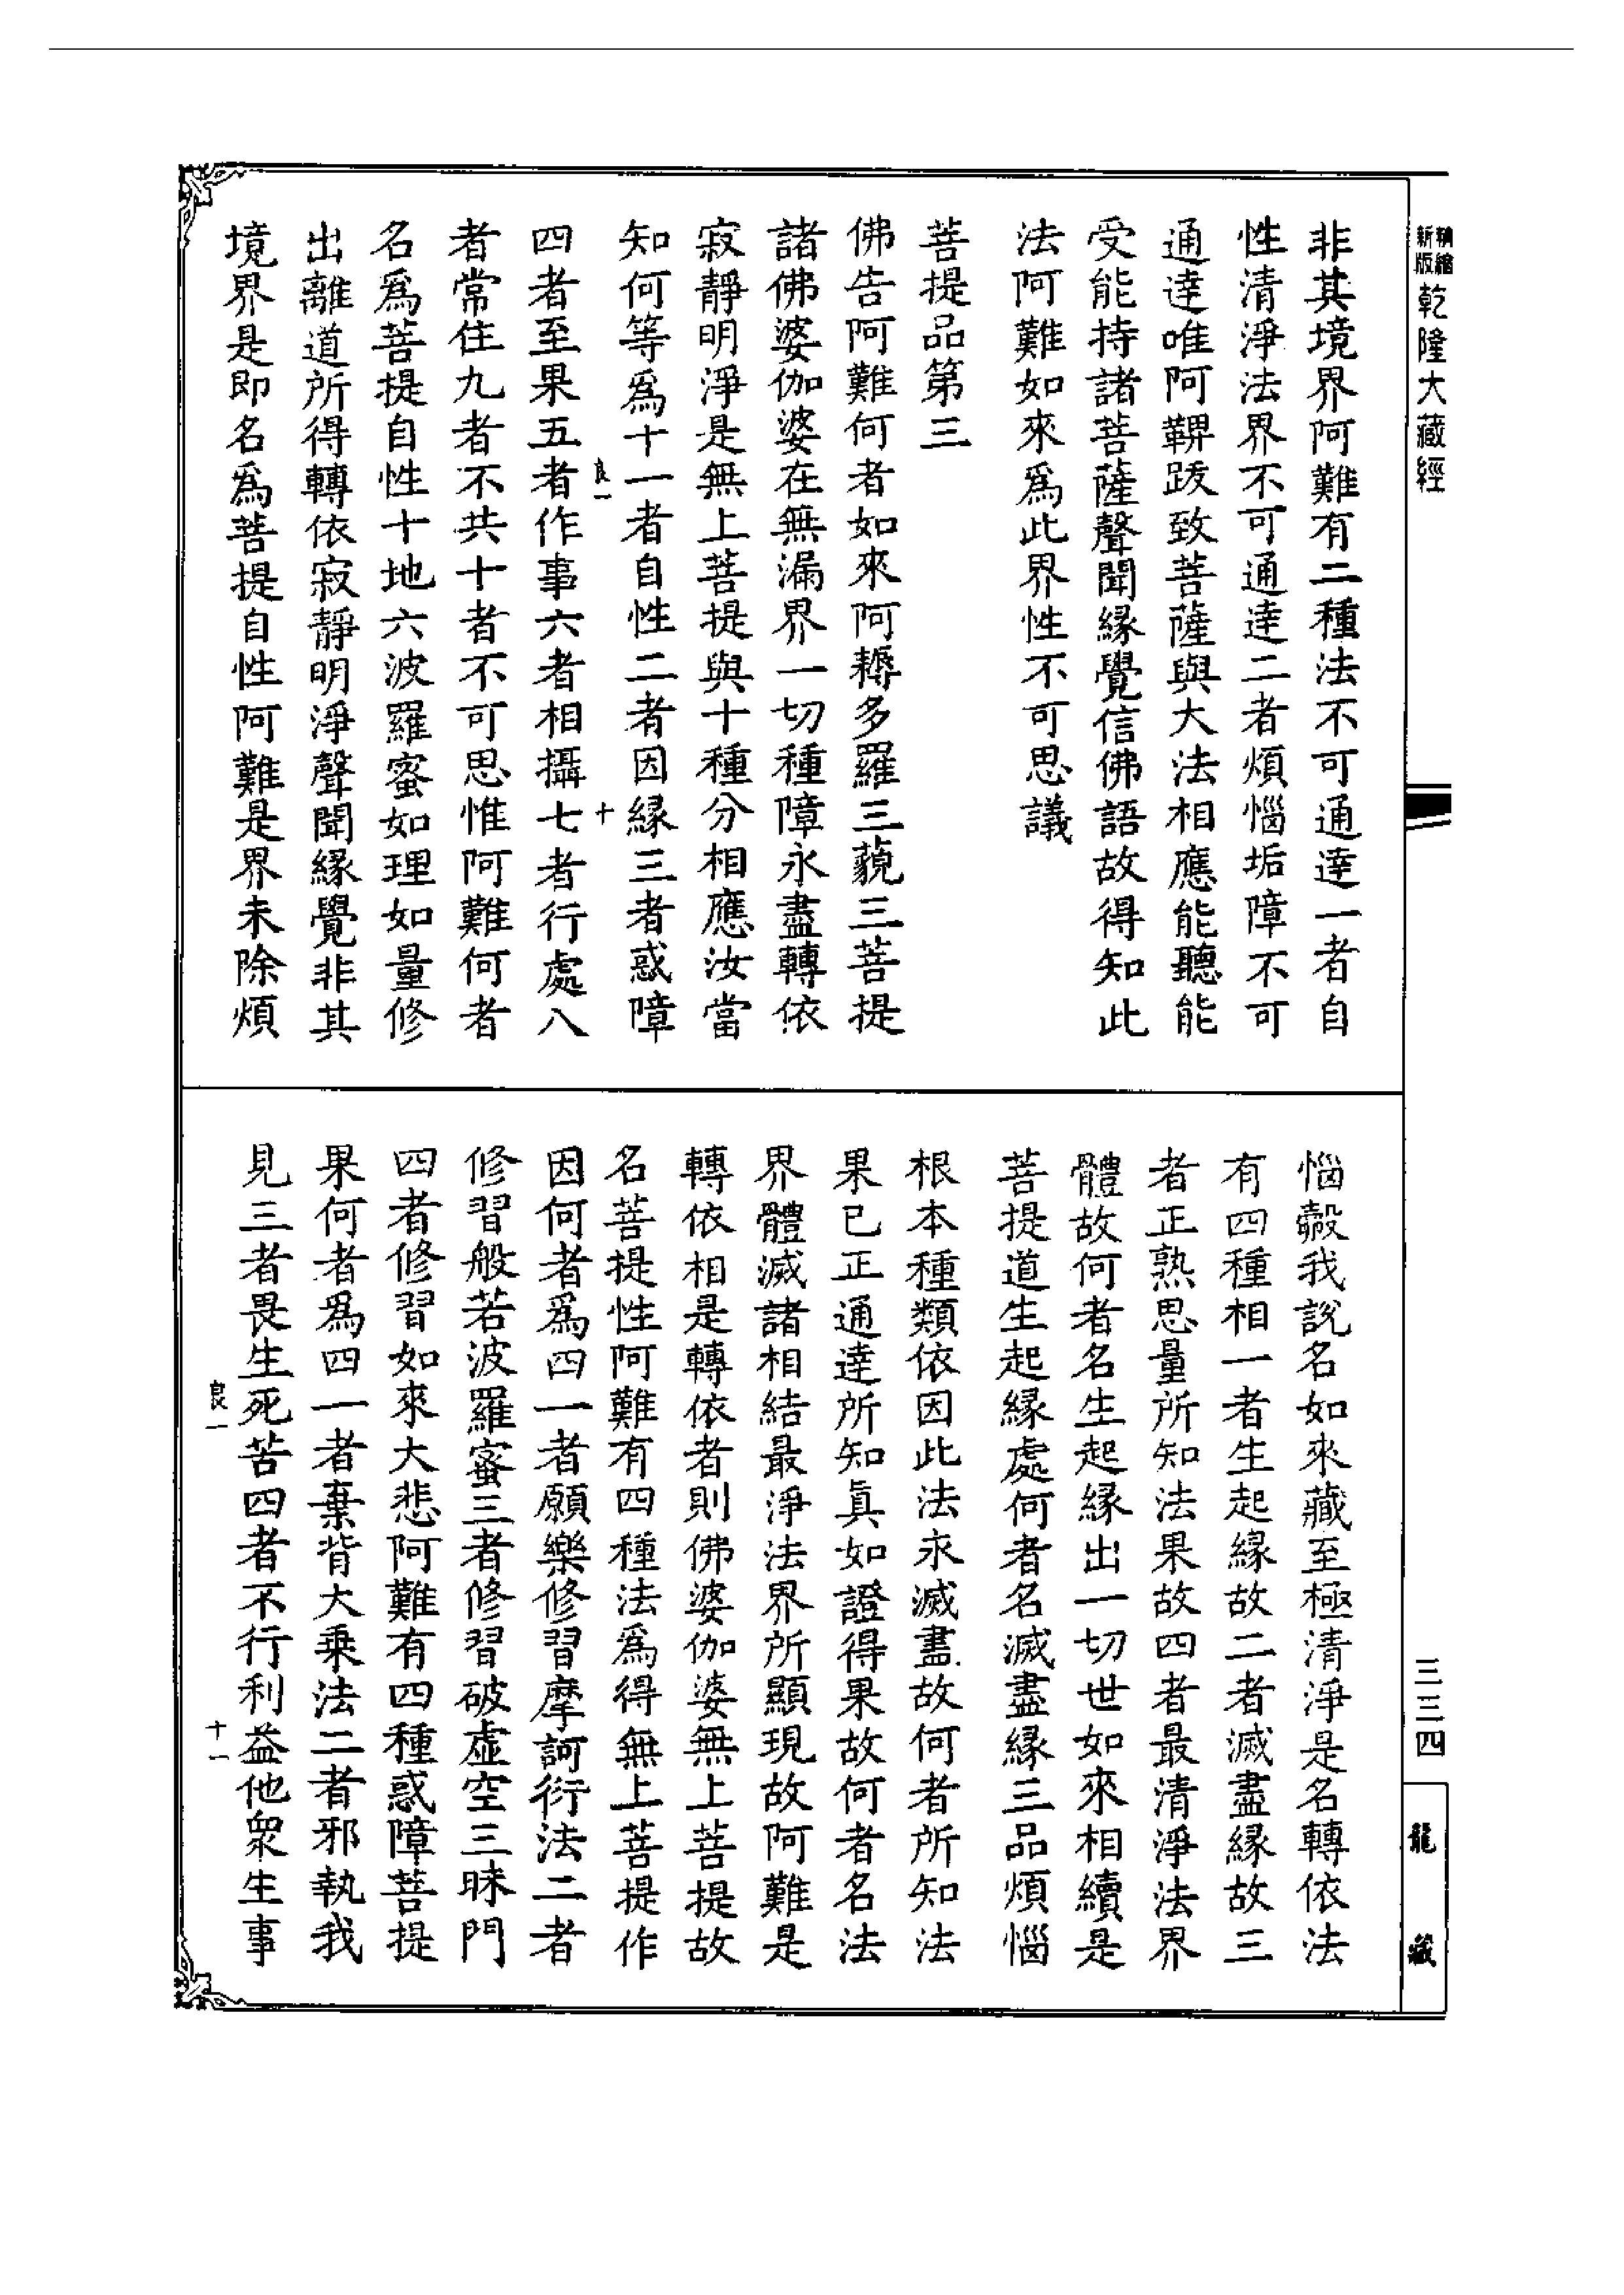 精縮
新版
乾隆大藏經
非其境界阿難有二種法不可通達一者自
性清淨法界不可通達二者煩惱垢障不可
通達唯阿鞞跋致菩薩與大法相應能聽能
受能持諸菩薩聲聞緣覺信佛語故得知此
法阿難如來爲此界性不可思議
菩提品第三
佛告阿難何者如來阿耨多羅三藐三菩提
諸佛婆伽婆在無漏界一切種障永盡轉依
寂靜明淨是無上菩提與十種分相應汝當
知何等爲十一者自性二者因緣三者惑障
良一
十
四者至果五者作事六者相攝七者行處八
者常住九者不共十者不可思惟阿難何者
名爲菩提自性十地六波羅蜜如理如量修
出離道所得轉依寂靜明淨聲聞緣覺非其
境界是即名爲菩提自性阿難是界未除煩
惱㲉我說名如來藏至極清淨是名轉依法
有四種相一者生起緣故二者滅盡緣故三
者正熟思量所知法果故四者最清淨法界
體故何者名生起緣出一切世如來相續是
菩提道生起緣處何者名滅盡緣三品煩惱
根本種類依因此法永滅盡故何者所知法
果已正通達所知眞如證得果故何者名法
界體滅諸相結最淨法界所顯現故阿難是
轉依相是轉依者則佛婆伽婆無上菩提故
名菩提性阿難有四種法爲得無上菩提作
因何者爲四一者願樂修習摩訶衍法二者
修習般若波羅蜜三者修習破虛空三昧門
四者修習如來大悲阿難有四種惑障菩提
果何者爲四一者棄背大乘法二者邪執我
見三者畏生死苦四者不行利益他衆生事
良一
十一
三三四
龍藏